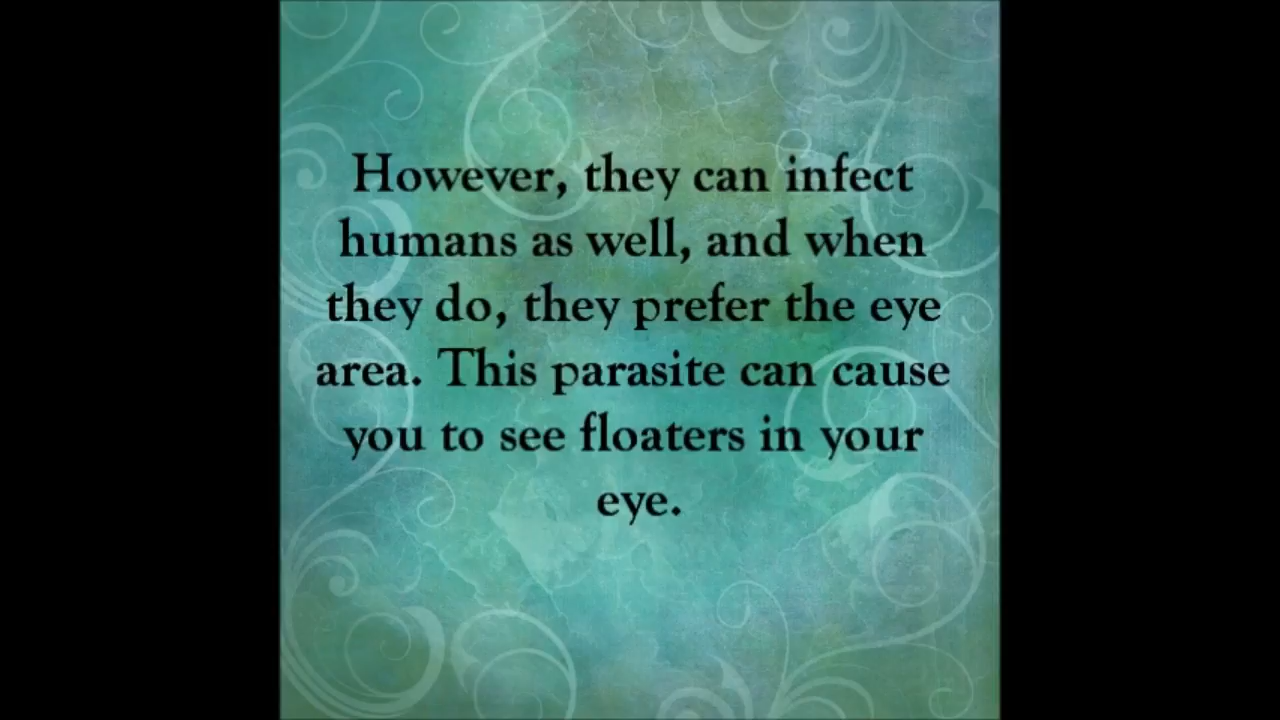 However, they can infect
humans as well, and when
they do, they prefer the eye
area. This parasite can cause
you to see floaters in your
eye.